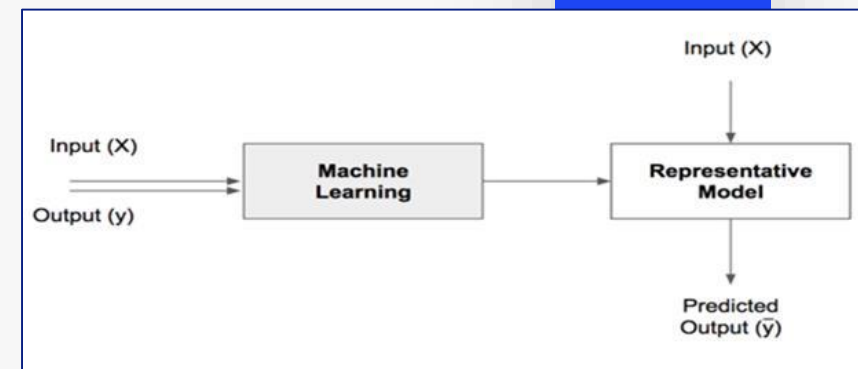 Input (X)
Output (y)
Machine
Learning
Input (X)
Representative
Model
Predicted
Output (ȳ)